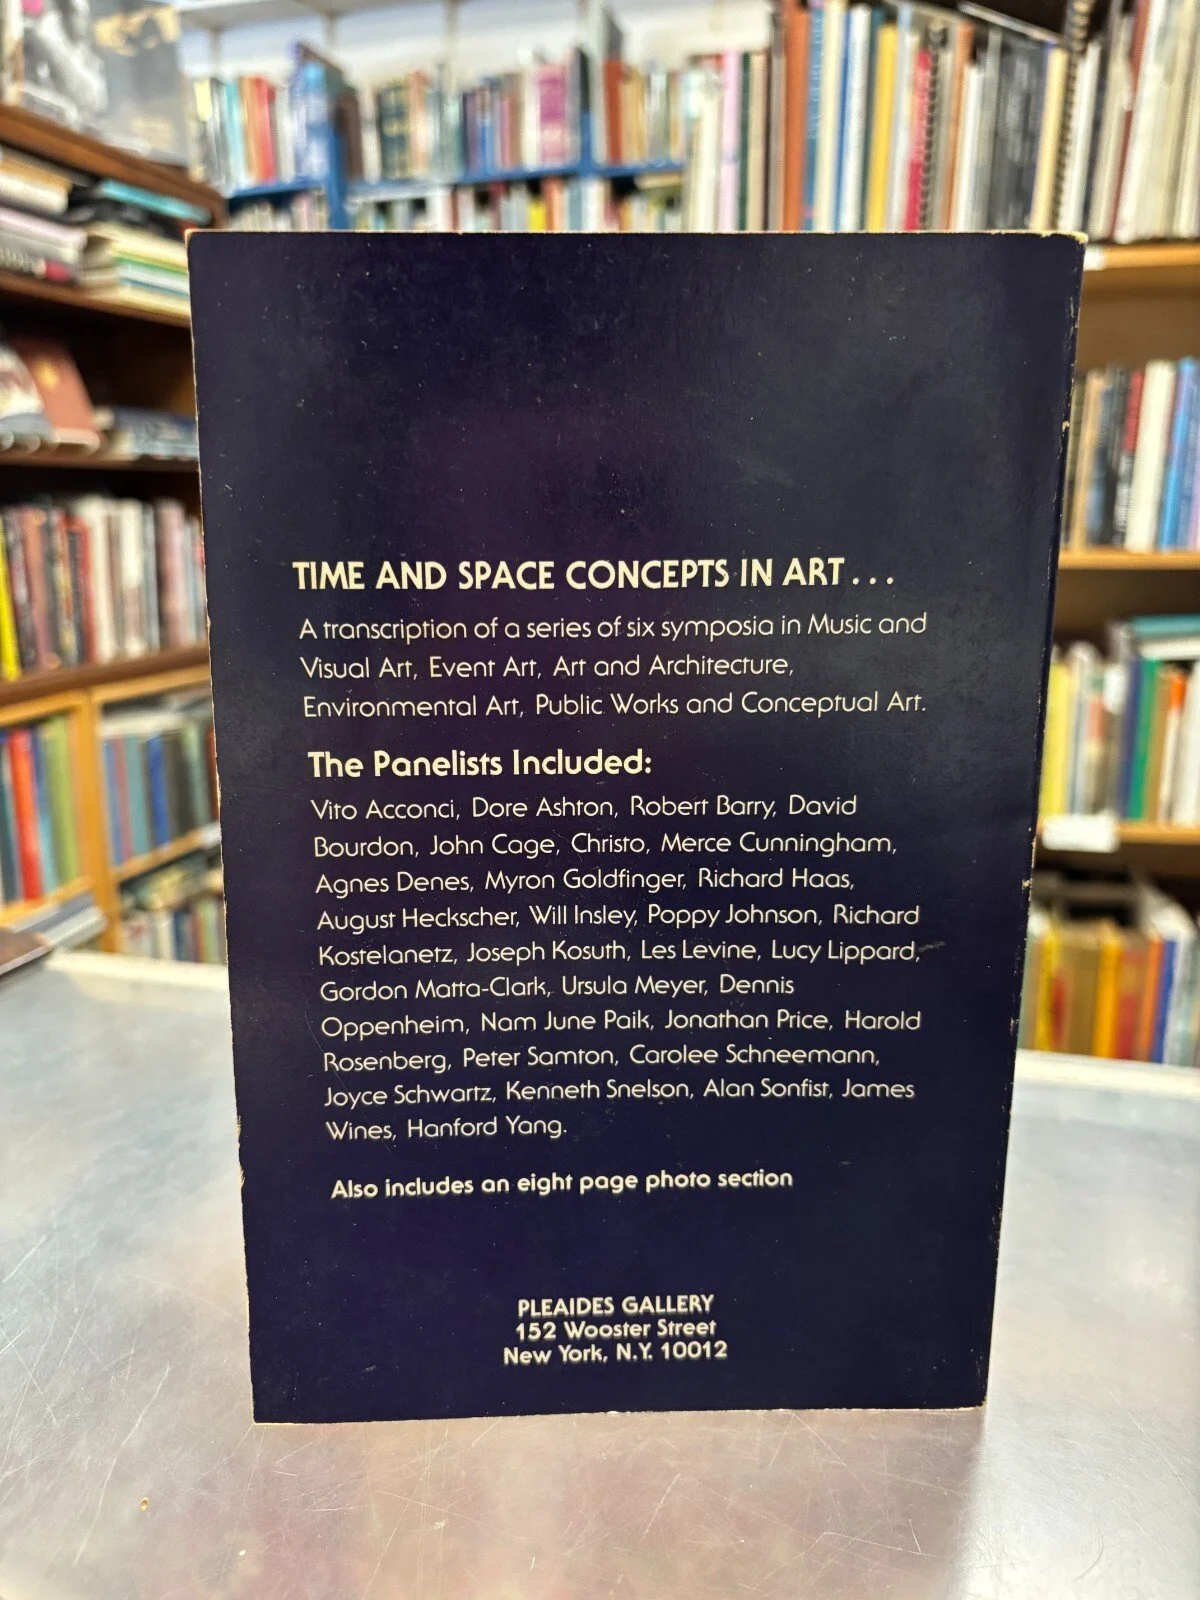 TIME AND SPACE CONCEPTS IN ART...
A transcription of a series of six symposia in Music and
Visual Art, Event Art, Art and Architecture,
Environmental Art, Public Works and Conceptual Art.
The Panelists Included:
Vito Acconci, Dore Ashton, Robert Barry, David
Bourdon, John Cage, Christo, Merce Cunningham,
Agnes Denes, Myron Goldfinger, Richard Haas,
August Heckscher, Will Insley, Poppy Johnson, Richard
Kostelanetz, Joseph Kosuth, Les Levine, Lucy Lippard,
Gordon Matta-Clark, Ursula Meyer, Dennis
Oppenheim, Nam June Paik, Jonathan Price, Harold
Rosenberg, Peter Samton, Carolee Schneemann,
Joyce Schwartz, Kenneth Snelson, Alan Sonfist, James
Wines, Hanford Yang.
Also includes an eight page photo section
PLEAIDES GALLERY
152 Wooster Street
New York, N.Y. 10012